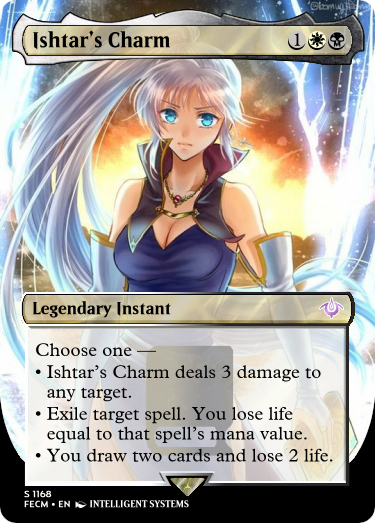 Ishtar's Charm 1
Legendary Instant
Choose one —
• Ishtar's Charm deals 3 damage to
any target.
• Exile target spell. You lose life
equal to that spell's mana value.
• You draw two cards and lose 2 life.
S 1168
FECM • EN INTELLIGENT SYSTEMS